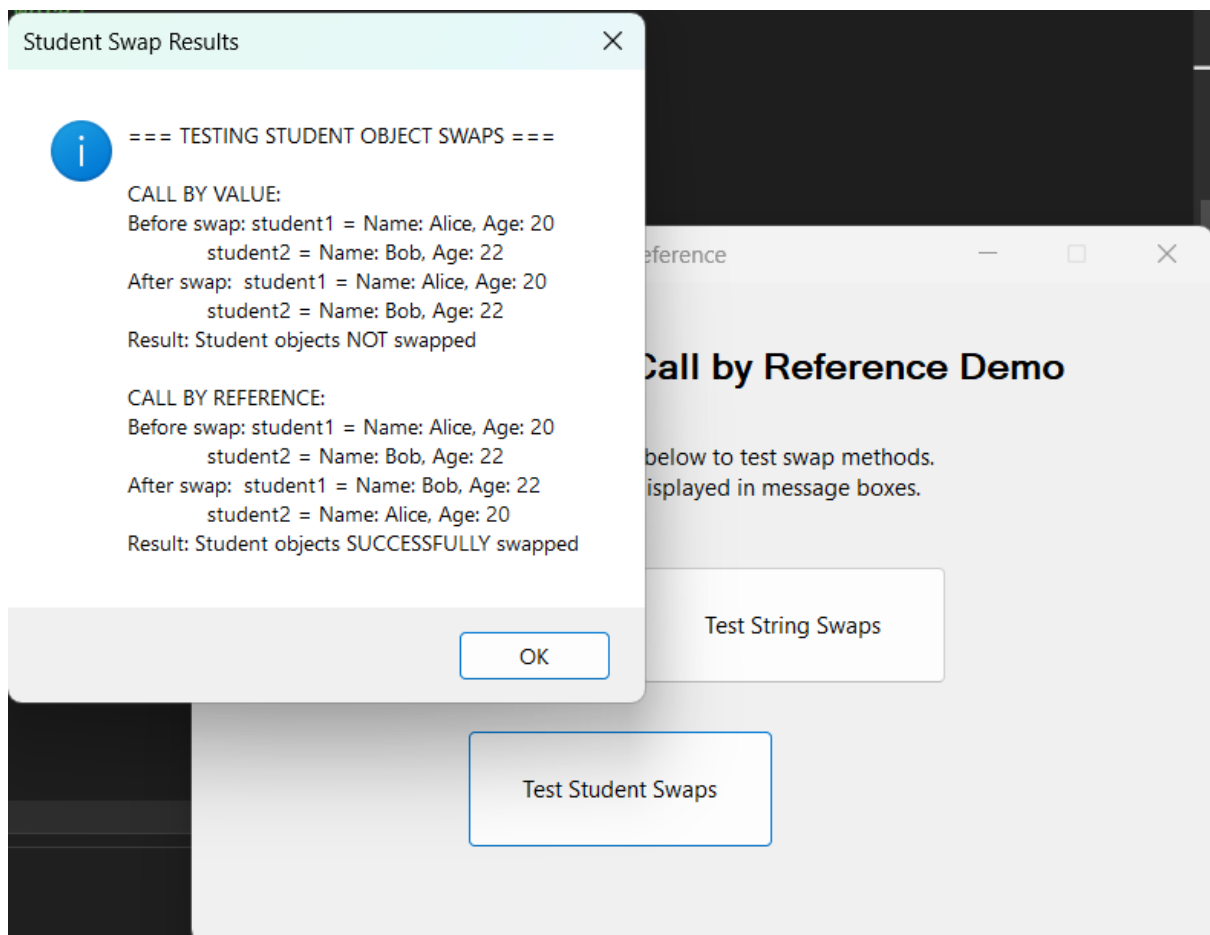 Student Swap Results
=== TESTING STUDENT OBJECT SWAPS ===
CALL BY VALUE:
Before swap: student1 = Name: Alice, Age: 20
student2 = Name: Bob, Age: 22
After swap:  student1 = Name: Alice, Age: 20
student2 = Name: Bob, Age: 22
Result: Student objects NOT swapped
CALL BY REFERENCE:
Before swap: student1 = Name: Alice, Age: 20
student2 = Name: Bob, Age: 22
After swap:  student1 = Name: Bob, Age: 22
student2 = Name: Alice, Age: 20
Result: Student objects SUCCESSFULLY swapped
OK
eference
Call by Reference Demo
below to test swap methods.
isplayed in message boxes.
Test String Swaps
Test Student Swaps